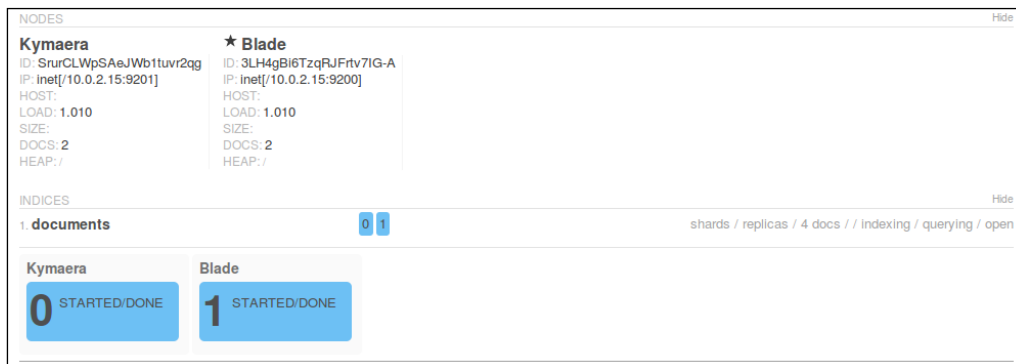 NODES Hide
Kymaera ★ Blade
ID: SrurCLWpSAeJWb1tuvr2qg ID: 3LH4gBi6TzqRJFrtv7IG-A
IP: inet[/10.0.2.15:9201] IP: inet[/10.0.2.15:9200]
HOST: HOST:
LOAD: 1.010 LOAD: 1.010
SIZE: SIZE:
DOCS: 2 DOCS: 2
HEAP: / HEAP: /
INDICES Hide
1. documents 0 1 shards / replicas / 4 docs / / indexing / querying / open
Kymaera Blade
0 STARTED/DONE 1 STARTED/DONE